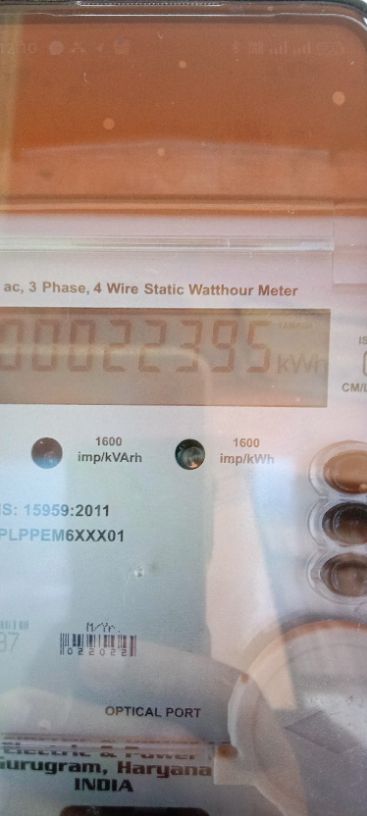 ac, 3 Phase, 4 Wire Static Watthour Meter
00022395 kWh
1600 imp/kVArh
1600 imp/kWh
IS: 15959:2011
PLPPEM6XXX01
M/Yr.
022022
OPTICAL PORT
Electric & Power
Gurugram, Haryana
INDIA